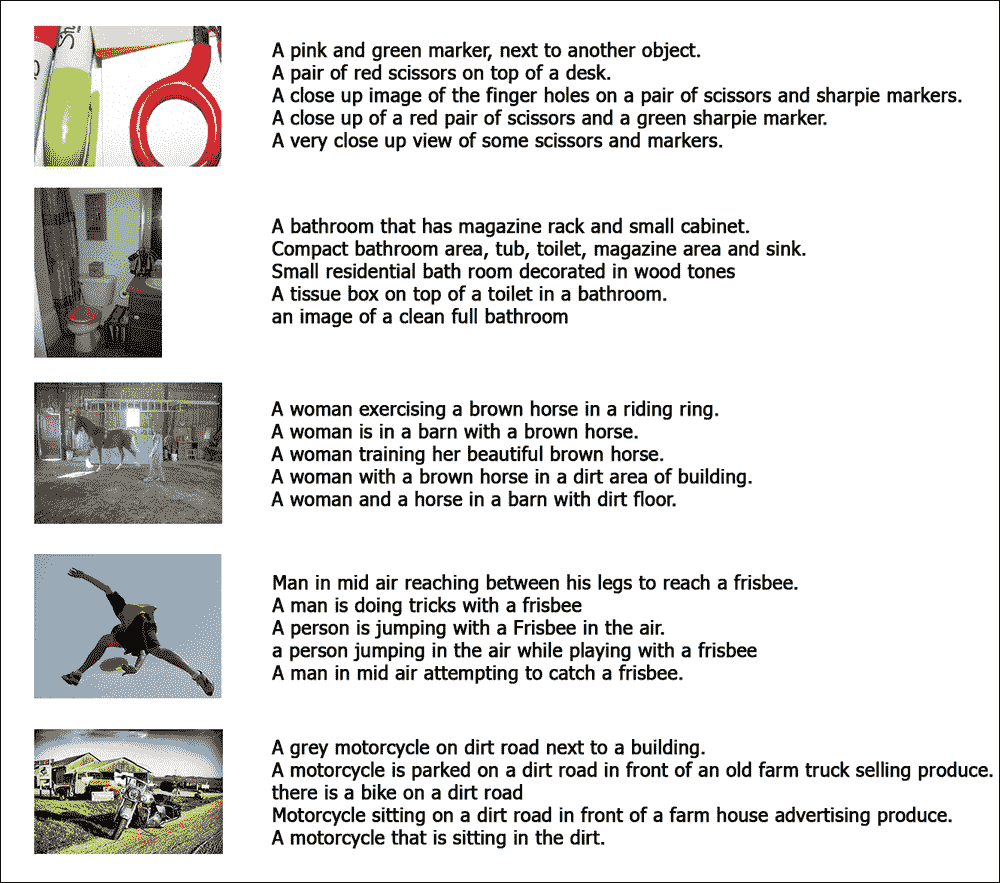 Sh
A pink and green marker, next to another object.
A pair of red scissors on top of a desk.
A close up image of the finger holes on a pair of scissors and sharpie markers.
A close up of a red pair of scissors and a green sharpie marker.
A very close up view of some scissors and markers.
A bathroom that has magazine rack and small cabinet.
Compact bathroom area, tub, toilet, magazine area and sink.
Small residential bath room decorated in wood tones
A tissue box on top of a toilet in a bathroom.
an image of a clean full bathroom
A woman exercising a brown horse in a riding ring.
A woman is in a barn with a brown horse.
A woman training her beautiful brown horse.
A woman with a brown horse in a dirt area of building.
A woman and a horse in a barn with dirt floor.
Man in mid air reaching between his legs to reach a frisbee.
A man is doing tricks with a frisbee
A person is jumping with a Frisbee in the air.
a person jumping in the air while playing with a frisbee
A man in mid air attempting to catch a frisbee.
A grey motorcycle on dirt road next to a building.
A motorcycle is parked on a dirt road in front of an old farm truck selling produce.
there is a bike on a dirt road
Motorcycle sitting on a dirt road in front of a farm house advertising produce.
A motorcycle that is sitting in the dirt.